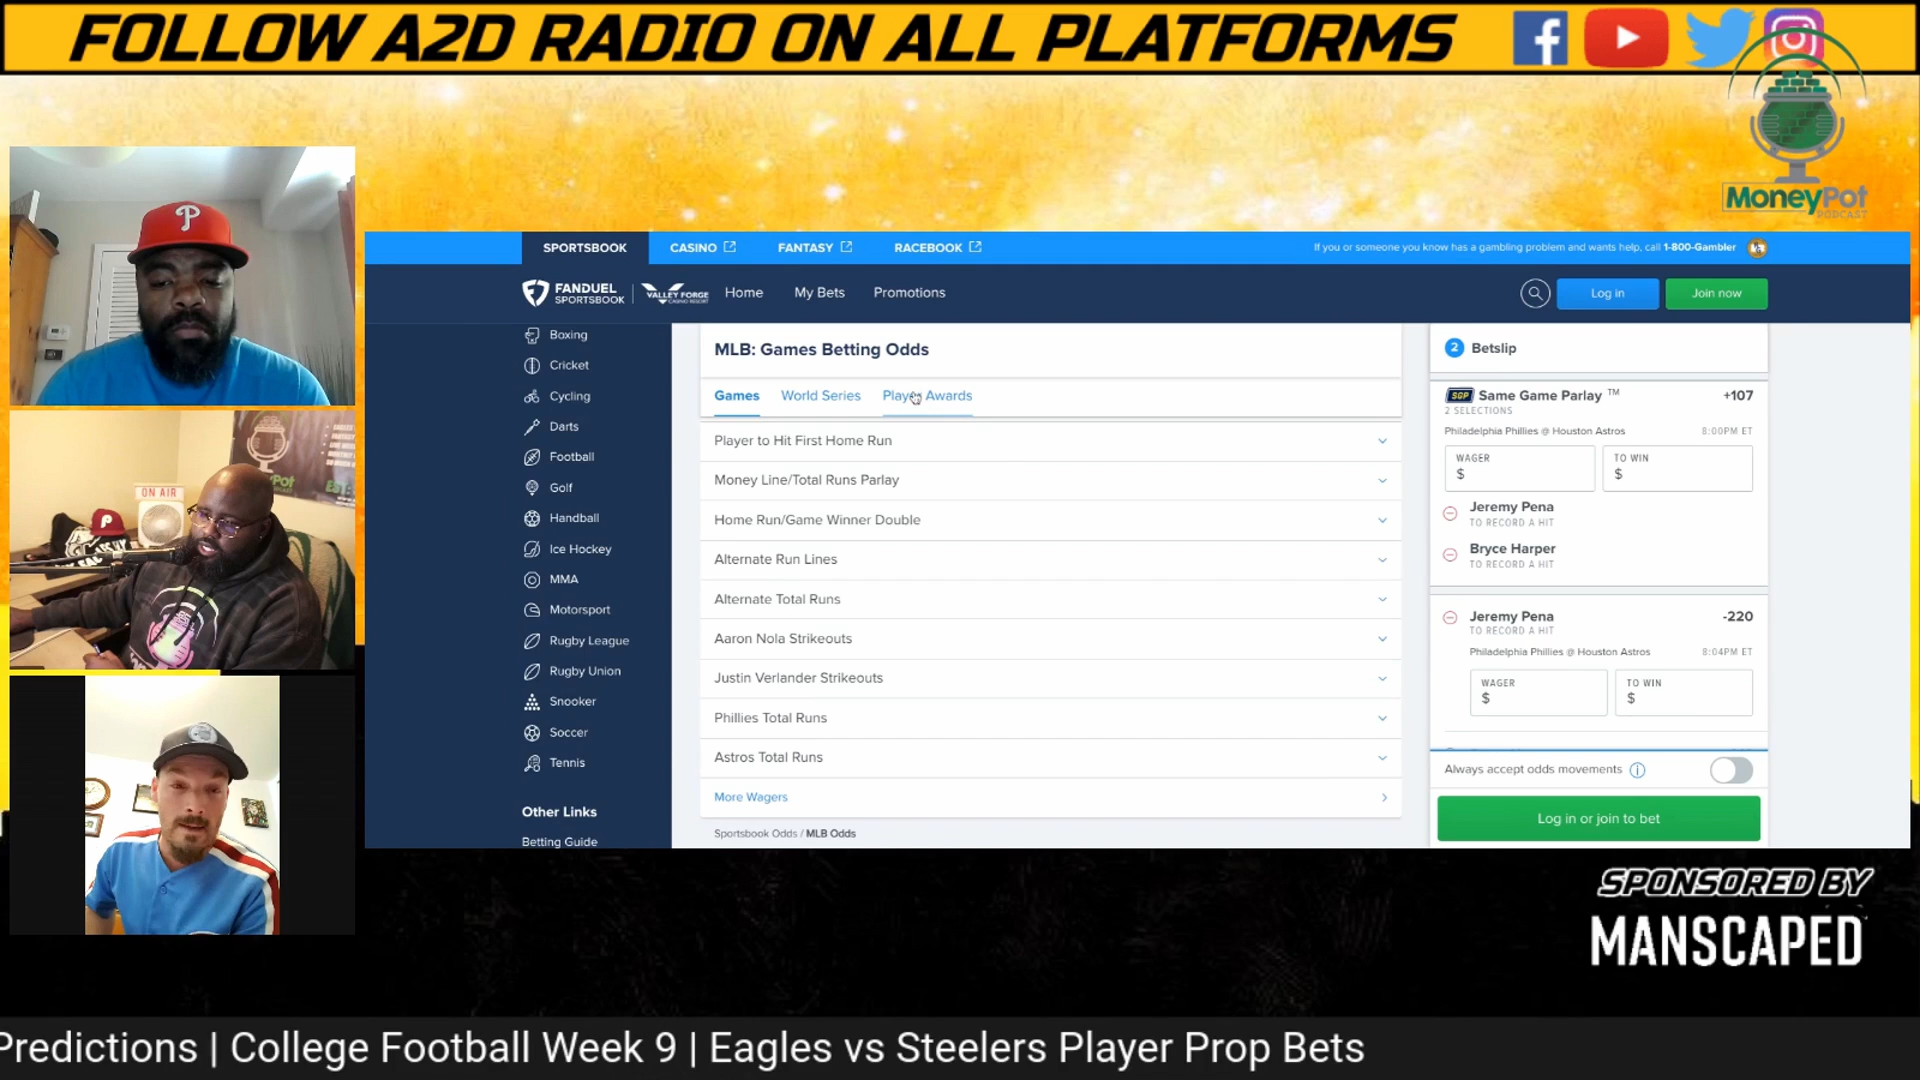 FOLLOW A2D RADIO ON ALL PLATFORMS
MoneyPot
PODCAST
SPORTSBOOK
CASINO
FANTASY
RACEBOOK
If you or someone you know has a gambling problem and wants help, call 1-800-Gambler
FANDUEL
SPORTSBOOK
VALLEY FORGE
CASINO RESORT
Home
My Bets
Promotions
Log in
Join now
Boxing
Cricket
Cycling
Darts
Football
Golf
Handball
Ice Hockey
MMA
Motorsport
Rugby League
Rugby Union
Snooker
Soccer
Tennis
Other Links
Betting Guide
MLB: Games Betting Odds
Games
World Series
Awards
Player to Hit First Home Run
Money Line/Total Runs Parlay
Home Run/Game Winner Double
Alternate Run Lines
Alternate Total Runs
Aaron Nola Strikeouts
Justin Verlander Strikeouts
Phillies Total Runs
Astros Total Runs
More Wagers
Sportsbook Odds / MLB Odds
2 Betslip
SGP Same Game Parlay ™ +107
2 SELECTIONS
Philadelphia Phillies @ Houston Astros 8:00PM ET
WAGER
$
TO WIN
$
Jeremy Pena
TO RECORD A HIT
Bryce Harper
TO RECORD A HIT
Jeremy Pena -220
TO RECORD A HIT
Philadelphia Phillies @ Houston Astros 8:04PM ET
WAGER
$
TO WIN
$
Always accept odds movements
Log in or join to bet
P
ON AIR
P
SPONSORED BY
MANSCAPED
Predictions | College Football Week 9 | Eagles vs Steelers Player Prop Bets